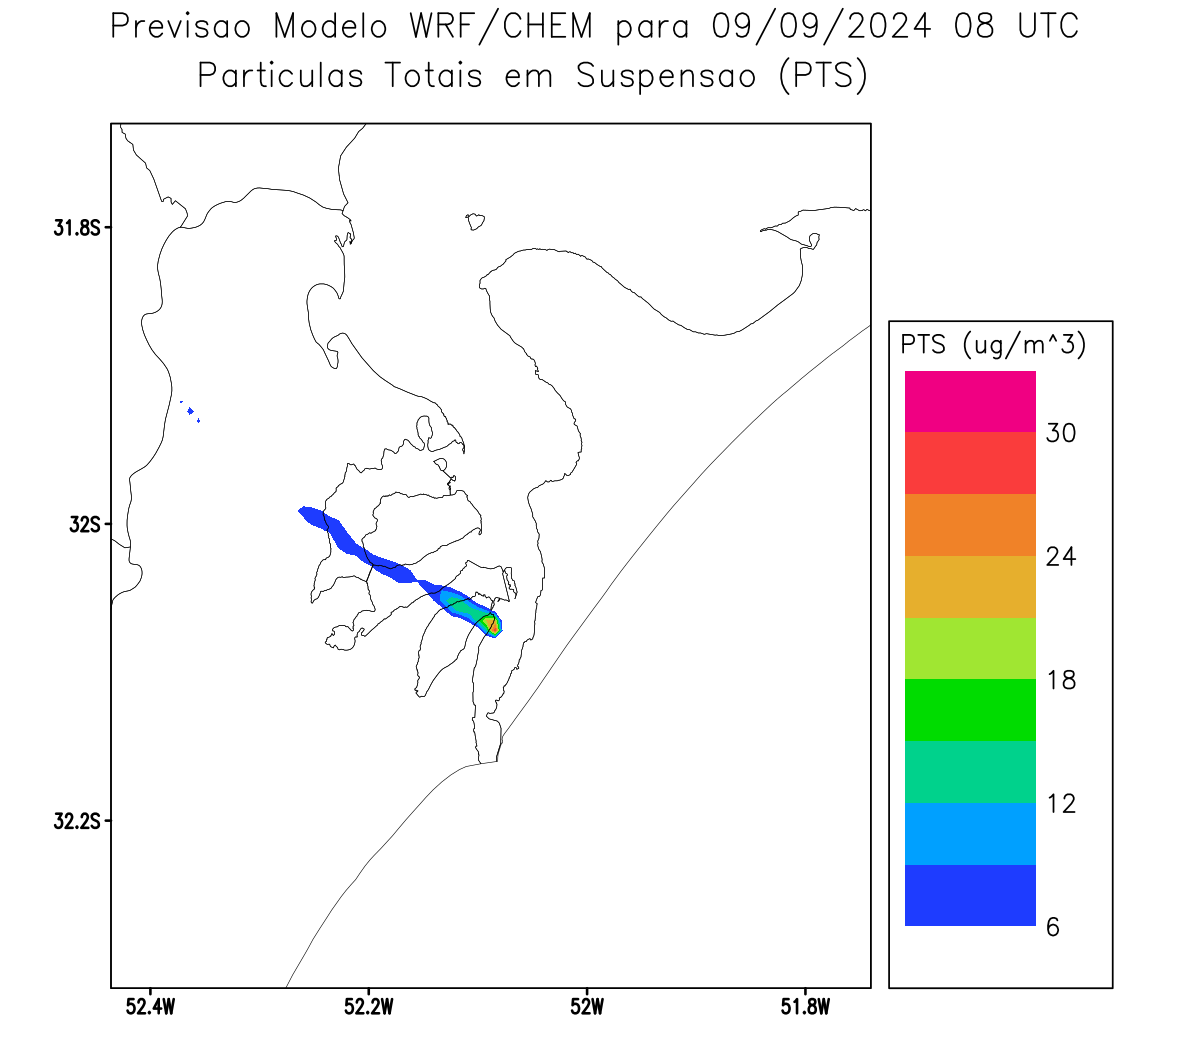 Previsao Modelo WRF/CHEM para 09/09/2024 08 UTC
Particulas Totais em Suspensao (PTS)
31.8S
32S
32.2S
52.4W
52.2W
52W
51.8W
PTS (ug/m^3)
30
24
18
12
6